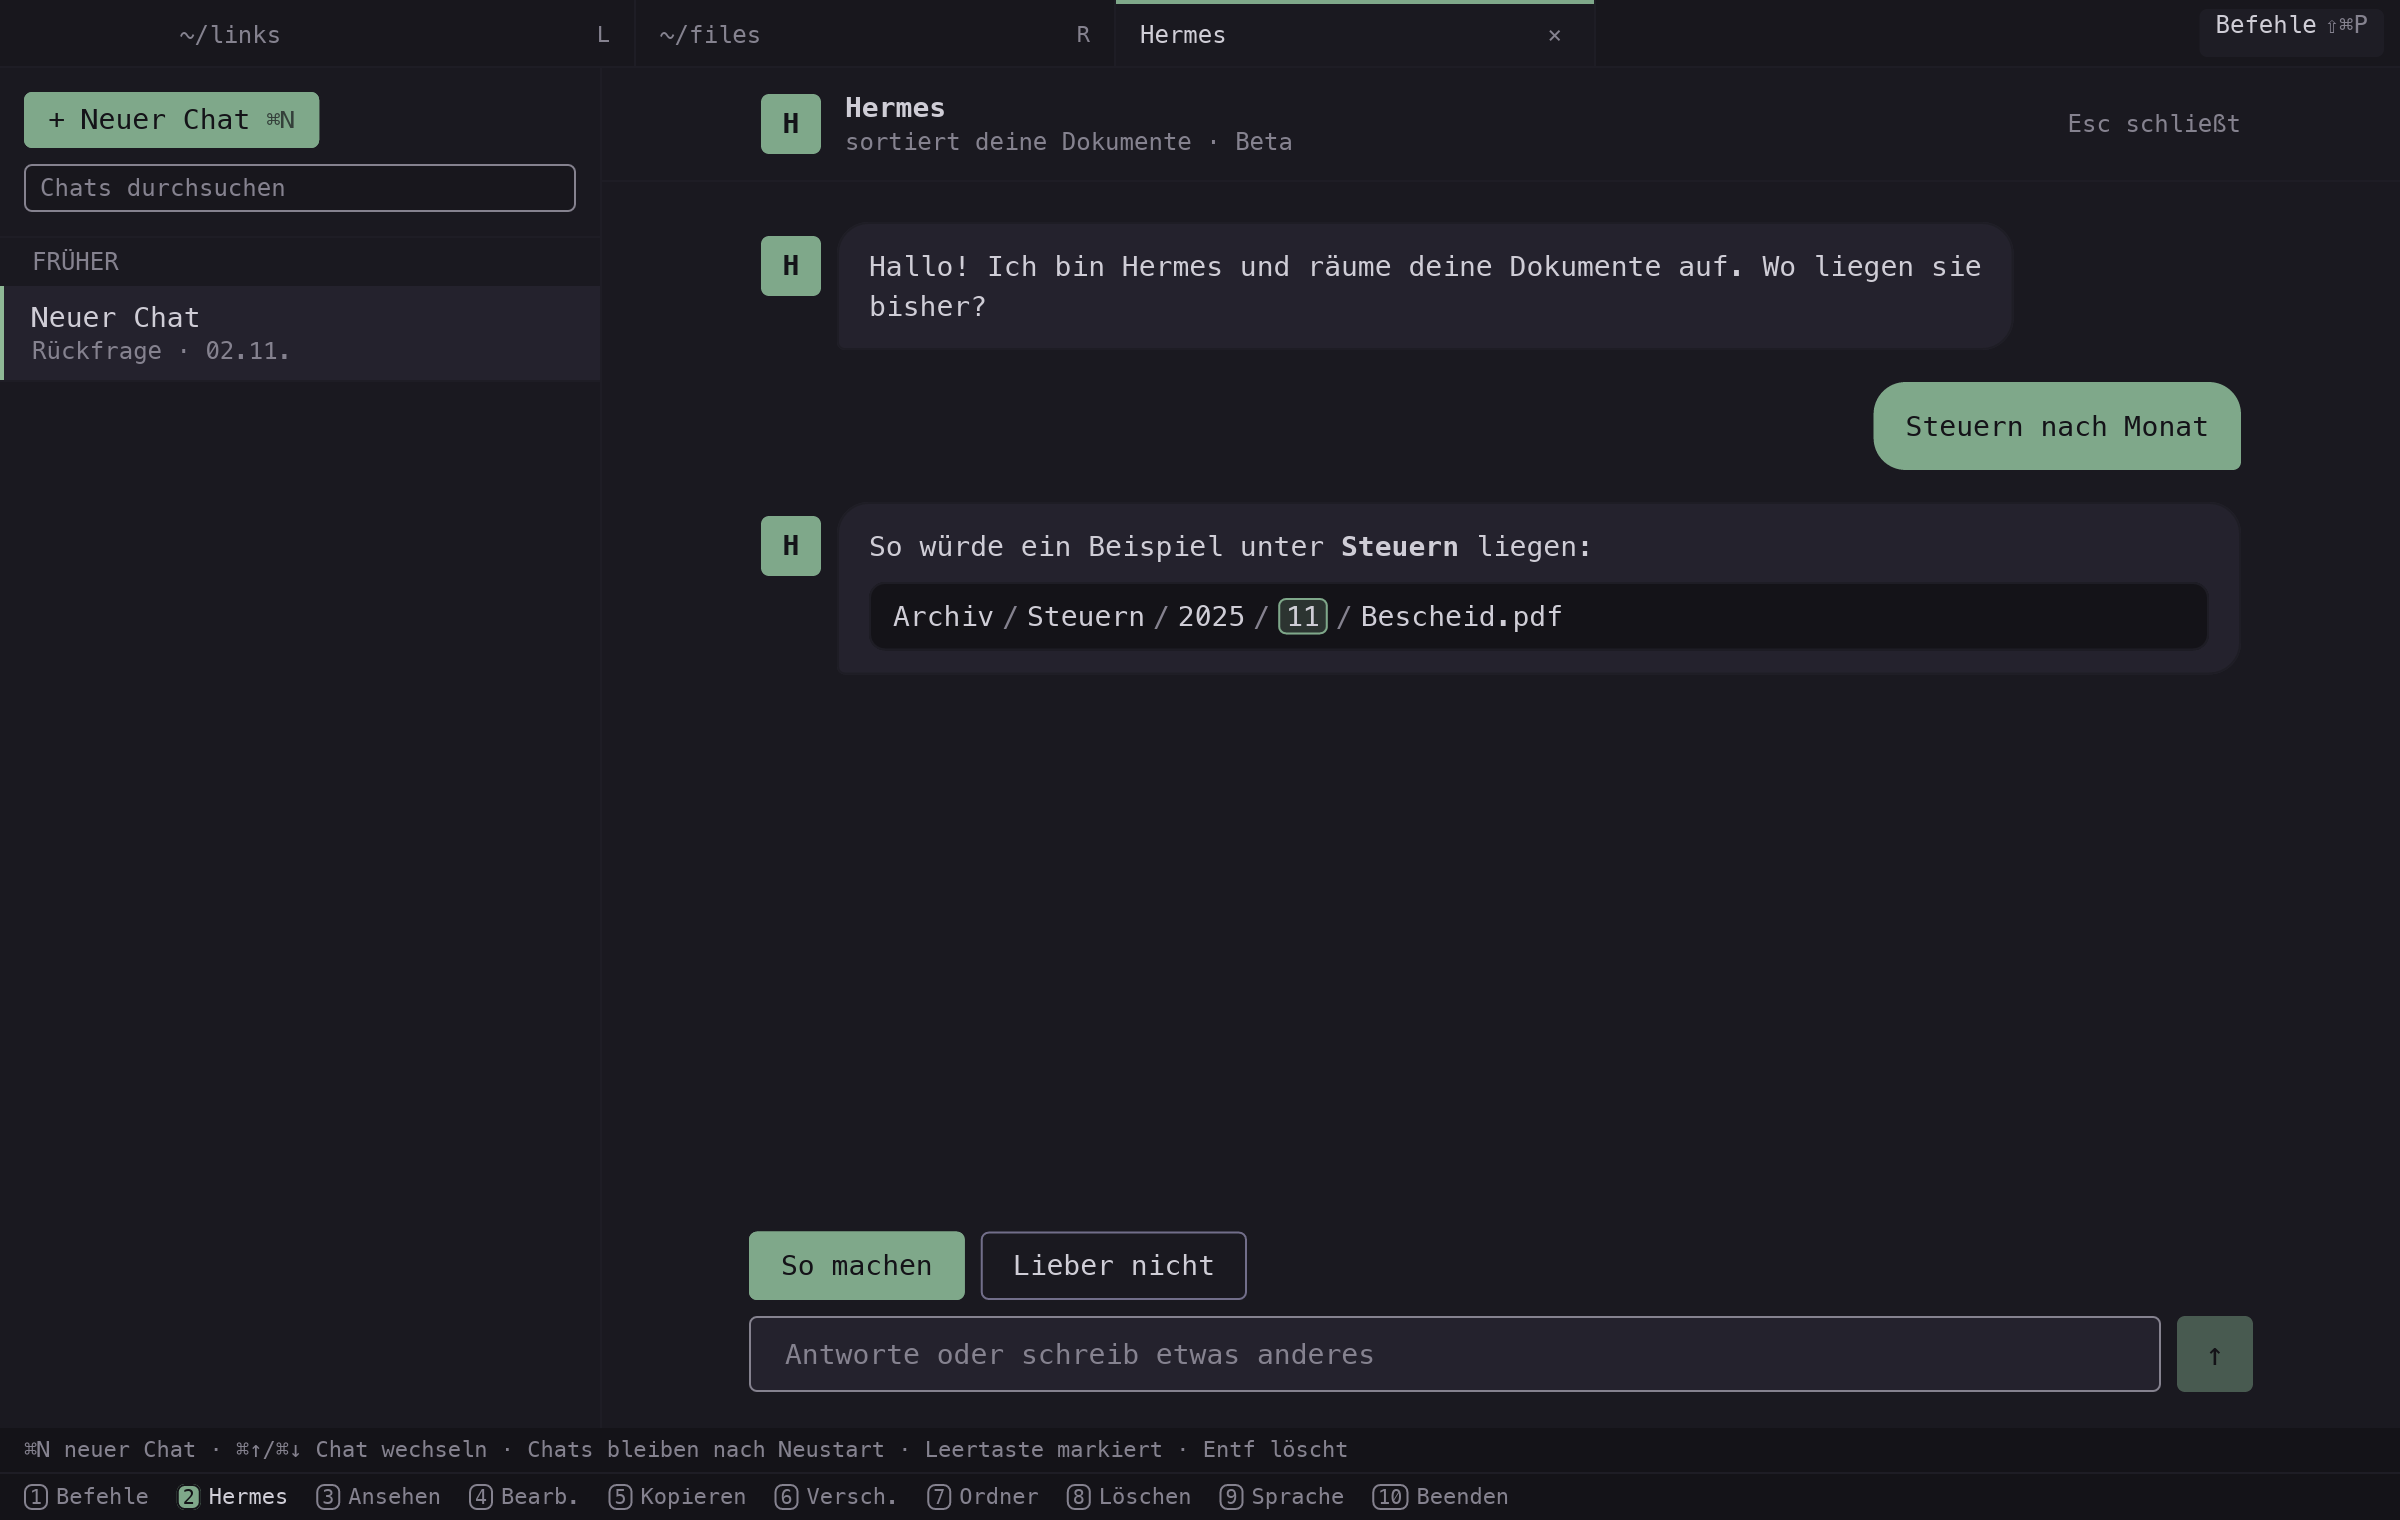 ~/links L ~/files R Hermes × Befehle ⇧⌘P
+ Neuer Chat ⌘N
Chats durchsuchen
FRÜHER
Neuer Chat
Rückfrage · 02.11.
H Hermes
sortiert deine Dokumente · Beta
Esc schließt
H Hallo! Ich bin Hermes und räume deine Dokumente auf. Wo liegen sie
bisher?
Steuern nach Monat
H So würde ein Beispiel unter Steuern liegen:
Archiv / Steuern / 2025 / 11 / Bescheid.pdf
So machen Lieber nicht
Antworte oder schreib etwas anderes ↑
⌘N neuer Chat · ⌘↑/⌘↓ Chat wechseln · Chats bleiben nach Neustart · Leertaste markiert · Entf löscht
1 Befehle 2 Hermes 3 Ansehen 4 Bearb. 5 Kopieren 6 Versch. 7 Ordner 8 Löschen 9 Sprache 10 Beenden